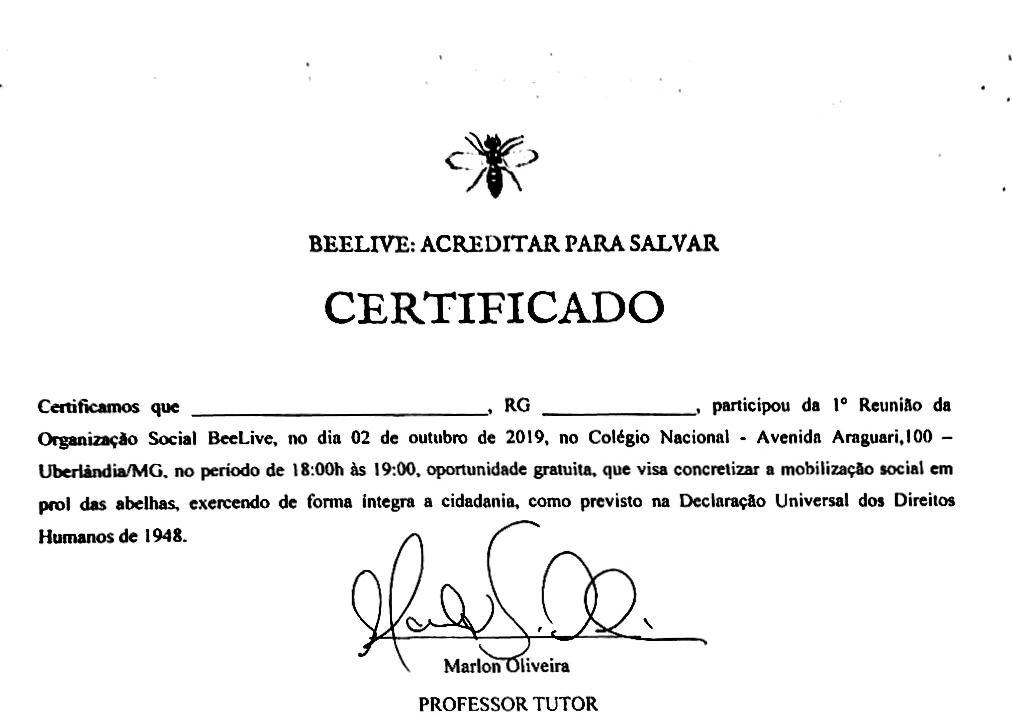 BEELIVE: ACREDITAR PARA SALVAR
CERTIFICADO
Certificamos que ______________________________, RG ________________, participou da 1º Reunião da
Organização Social BeeLive, no dia 02 de outubro de 2019, no Colégio Nacional - Avenida Araguari,100 –
Uberlândia/MG, no período de 18:00h às 19:00, oportunidade gratuita, que visa concretizar a mobilização social em
prol das abelhas, exercendo de forma íntegra a cidadania, como previsto na Declaração Universal dos Direitos
Humanos de 1948.
Marlon Oliveira
PROFESSOR TUTOR